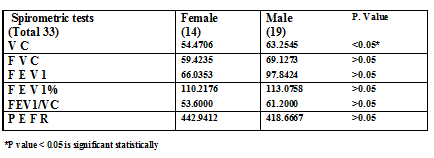 Spirometric tests Female Male P. Value
(Total 33) (14) (19)
V C 54.4706 63.2545 <0.05*
F V C 59.4235 69.1273 >0.05
F E V 1 66.0353 97.8424 >0.05
F E V 1% 110.2176 113.0758 >0.05
FEV1/VC 53.6000 61.2000 >0.05
P E F R 442.9412 418.6667 >0.05
*P value < 0.05 is significant statistically